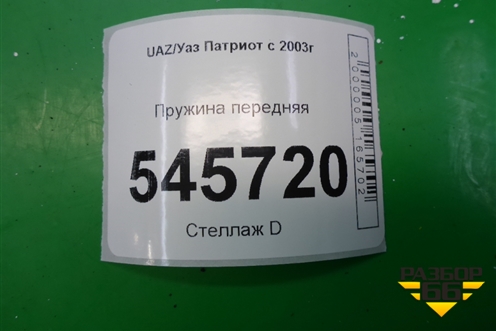 UAZ/Уаз Патриот с 2003г
Пружина передняя
545720
Стеллаж D
2000005165702
РАЗБОР
66